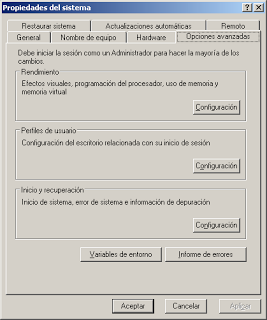 Propiedades del sistema
Restaurar sistema Actualizaciones automáticas Remoto
General Nombre de equipo Hardware Opciones avanzadas
Debe iniciar la sesión como un Administrador para hacer la mayoría de los
cambios.
Rendimiento
Efectos visuales, programación del procesador, uso de memoria y
memoria virtual
Configuración
Perfiles de usuario
Configuración del escritorio relacionada con su inicio de sesión
Configuración
Inicio y recuperación
Inicio de sistema, error de sistema e información de depuración
Configuración
Variables de entorno Informe de errores
Aceptar Cancelar Aplicar